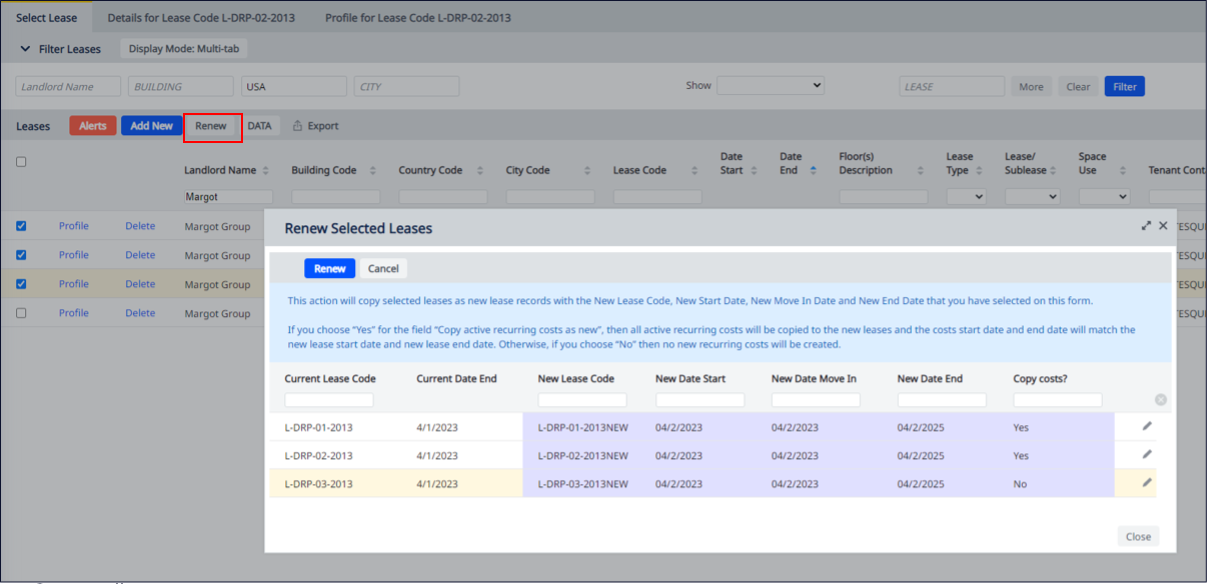 Select Lease Details for Lease Code L-DRP-02-2013 Profile for Lease Code L-DRP-02-2013
Filter Leases Display Mode: Multi-tab
Landlord Name BUILDING USA CITY Show LEASE More Clear Filter
Leases Alerts Add New Renew DATA Export
Landlord Name Building Code Country Code City Code Lease Code Date Start Date End Floor(s) Description Lease Type Lease/ Sublease Space Use Tenant Cont
Margot
Profile Delete Margot Group TESQU
Profile Delete Margot Group TESQU
Profile Delete Margot Group TESQU
Profile Delete Margot Group TESQU
Renew Selected Leases
Renew Cancel
This action will copy selected leases as new lease records with the New Lease Code, New Start Date, New Move In Date and New End Date that you have selected on this form.
If you choose “Yes” for the field “Copy active recurring costs as new”, then all active recurring costs will be copied to the new leases and the costs start date and end date will match the
new lease start date and new lease end date. Otherwise, if you choose “No” then no new recurring costs will be created.
Current Lease Code Current Date End New Lease Code New Date Start New Date Move In New Date End Copy costs?
L-DRP-01-2013 4/1/2023 L-DRP-01-2013NEW 04/2/2023 04/2/2023 04/2/2025 Yes
L-DRP-02-2013 4/1/2023 L-DRP-02-2013NEW 04/2/2023 04/2/2023 04/2/2025 Yes
L-DRP-03-2013 4/1/2023 L-DRP-03-2013NEW 04/2/2023 04/2/2023 04/2/2025 No
Close